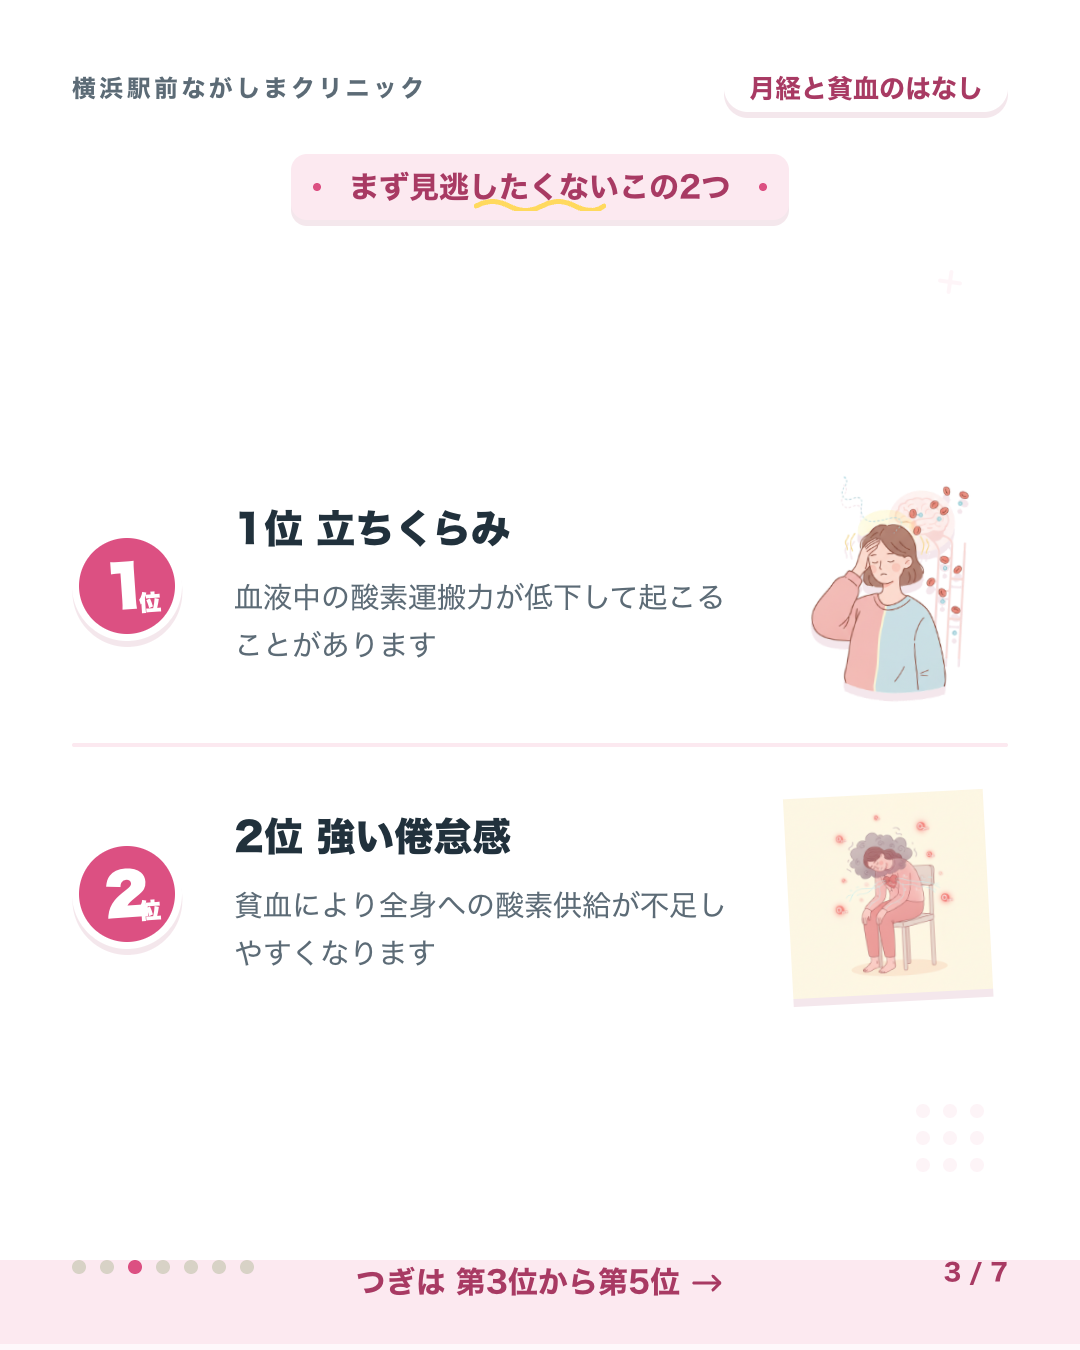 横浜駅前ながしまクリニック
月経と貧血のはなし
まず見逃したくないこの2つ
1位
1位 立ちくらみ
血液中の酸素運搬力が低下して起こる
ことがあります
2位
2位 強い倦怠感
貧血により全身への酸素供給が不足し
やすくなります
つぎは 第3位から第5位 →
3 / 7